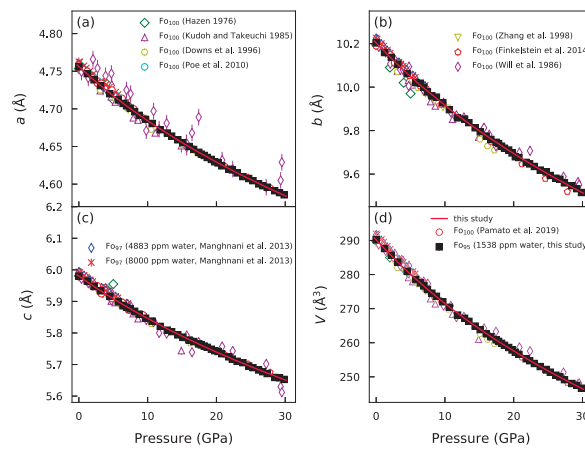 (a)
Fo100 (Hazen 1976)
Fo100 (Kudoh and Takeuchi 1985)
Fo100 (Downs et al. 1996)
Fo100 (Poe et al. 2010)
4.80
4.75
4.70
4.65
4.60
a (Å)
(b)
Fo100 (Zhang et al. 1998)
Fo100 (Finkelstein et al. 2014)
Fo100 (Will et al. 1986)
10.2
10.0
9.8
9.6
b (Å)
(c)
Fo97 (4883 ppm water, Manghnani et al. 2013)
Fo97 (8000 ppm water, Manghnani et al. 2013)
6.2
6.1
6.0
5.9
5.8
5.7
5.6
c (Å)
0 10 20 30
Pressure (GPa)
(d)
this study
Fo100 (Pamato et al. 2019)
Fo95 (1538 ppm water, this study)
290
280
270
260
250
V (Å³)
0 10 20 30
Pressure (GPa)